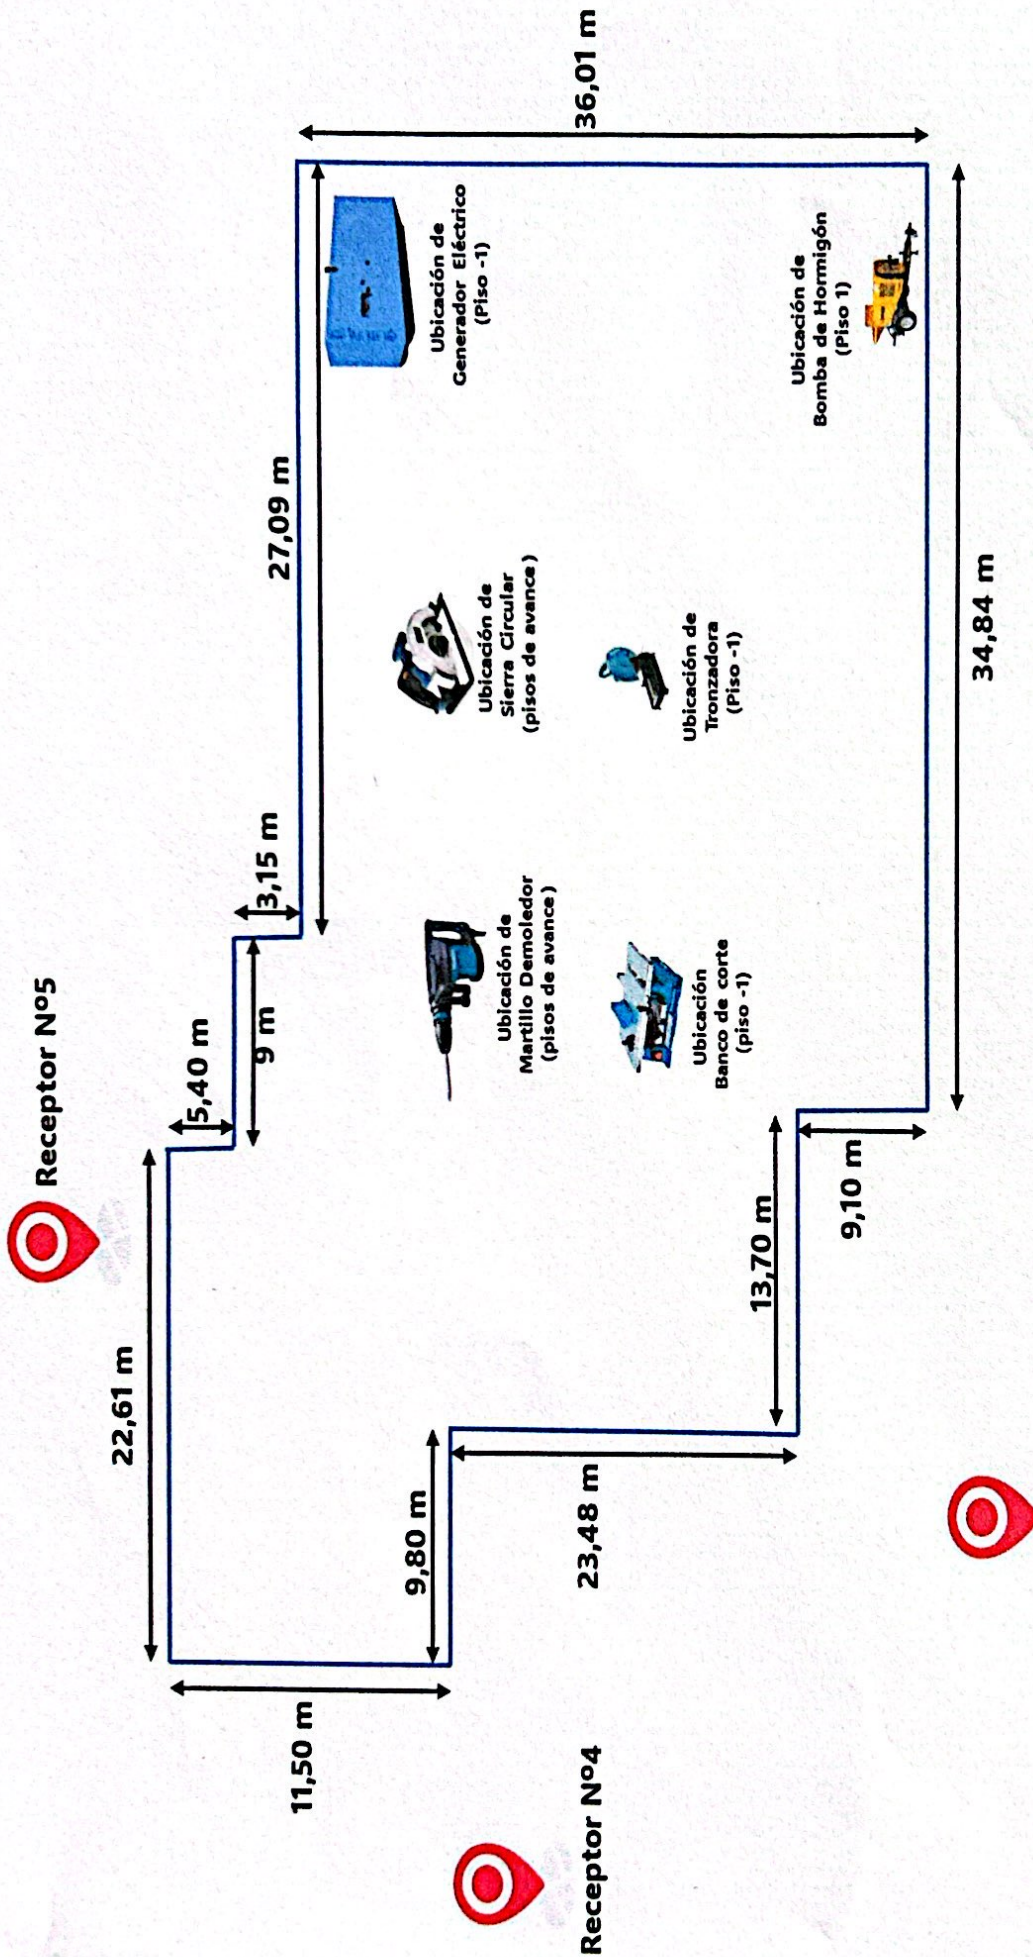 Receptor Nº5
22,61 m
5,40 m
9 m
3,15 m
27,09 m
36,01 m
11,50 m
9,80 m
Ubicación de
Martillo Demoledor
(pisos de avance)
Ubicación de
Sierra Circular
(pisos de avance)
Ubicación de
Generador Eléctrico
(Piso -1)
Receptor Nº4
23,48 m
13,70 m
Ubicación
Banco de corte
(piso -1)
Ubicación de
Tronzadora
(Piso -1)
Ubicación de
Bomba de Hormigón
(Piso 1)
9,10 m
34,84 m